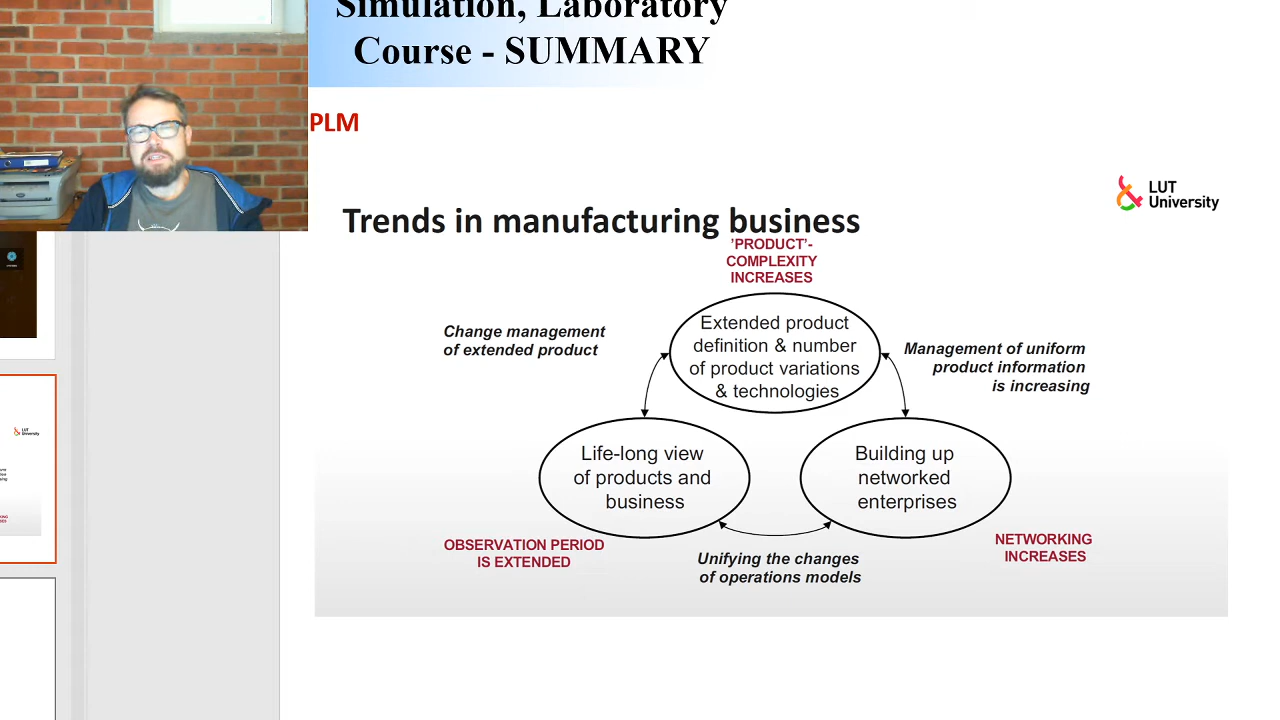 Simulation, Laboratory
Course - SUMMARY
PLM
LUT
University
Trends in manufacturing business
’PRODUCT’-
COMPLEXITY
INCREASES
Change management
of extended product
Extended product
definition & number
of product variations
& technologies
Management of uniform
product information
is increasing
Life-long view
of products and
business
Building up
networked
enterprises
OBSERVATION PERIOD
IS EXTENDED
Unifying the changes
of operations models
NETWORKING
INCREASES
LUT
University